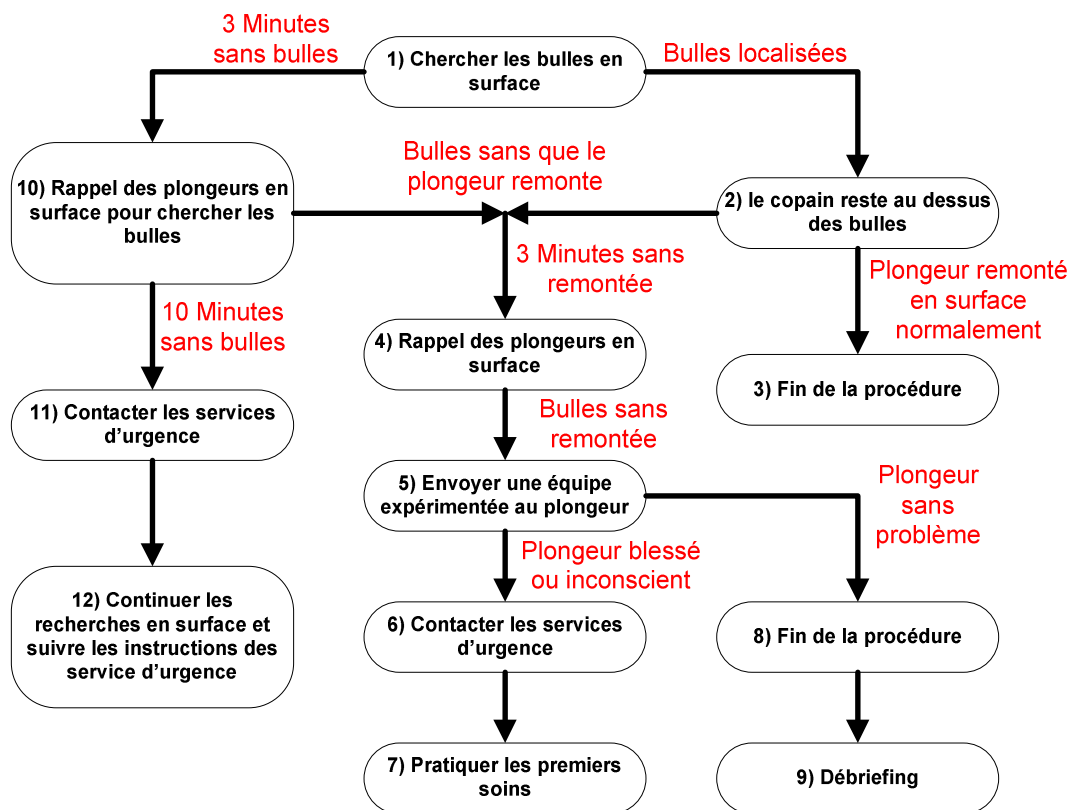 3 Minutes
sans bulles
1) Chercher les bulles en
surface
Bulles localisées
10) Rappel des plongeurs en
surface pour chercher les
bulles
Bulles sans que le
plongeur remonte
2) le copain reste au dessus
des bulles
3 Minutes sans
remontée
Plongeur remonté
en surface
normalement
10 Minutes
sans bulles
4) Rappel des plongeurs en
surface
3) Fin de la procédure
11) Contacter les services
d'urgence
Bulles sans
remontée
5) Envoyer une équipe
expérimentée au plongeur
Plongeur
sans
problème
Plongeur blessé
ou inconscient
12) Continuer les
recherches en surface et
suivre les instructions des
service d'urgence
6) Contacter les services
d'urgence
8) Fin de la procédure
7) Pratiquer les premiers
soins
9) Débriefing